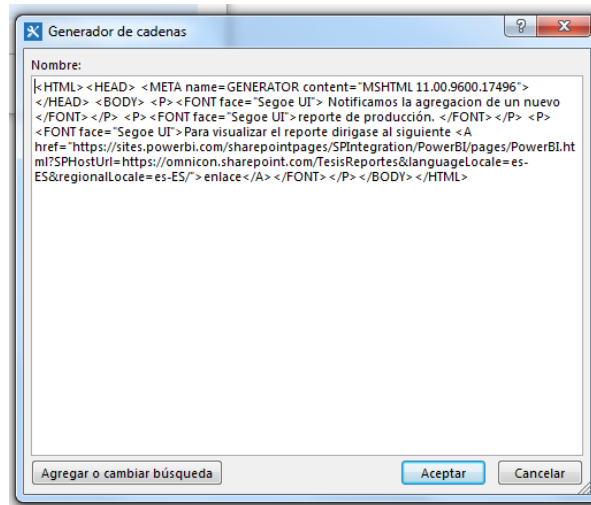 Generador de cadenas
Nombre:
<HTML><HEAD> <META name=GENERATOR content="MSHTML 11.00.9600.17496">
</HEAD> <BODY> <P><FONT face="Segoe UI"> Notificamos la agregacion de un nuevo
</FONT></P> <P><FONT face="Segoe UI">reporte de producción. </FONT></P> <P>
<FONT face="Segoe UI">Para visualizar el reporte dirigase al siguiente <A
href="https://sites.powerbi.com/sharepointpages/SPIntegration/PowerBI/pages/PowerBI.ht
ml?SPHostUrl=https://omnicon.sharepoint.com/TesisReportes&languageLocale=es-
ES&regionalLocale=es-ES/">enlace</A></FONT></P></BODY></HTML>
Agregar o cambiar búsqueda
Aceptar
Cancelar